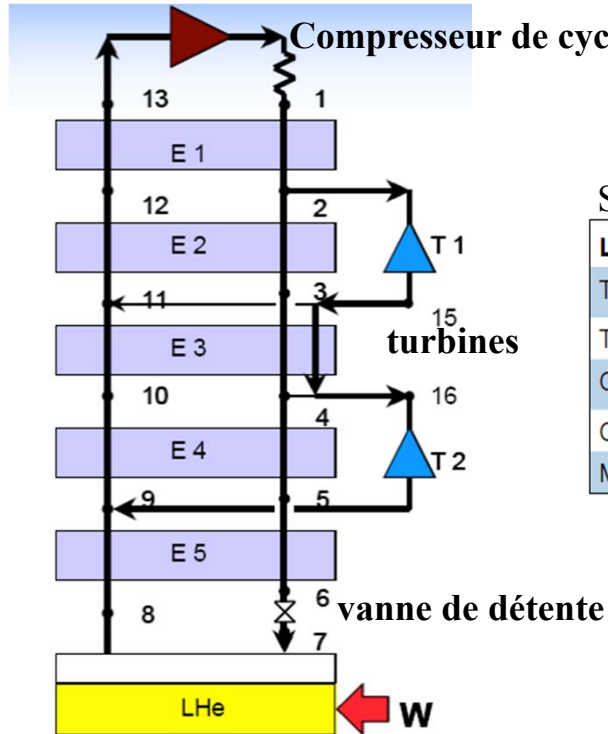 Compresseur de cyc
13 1
E 1
12 2
E 2 T 1
11 3
15
E 3 turbines
10 16
4
E 4
T 2
9 5
E 5
6 vanne de détente
8
7
LHe W
S
L
T
T
C
C
M